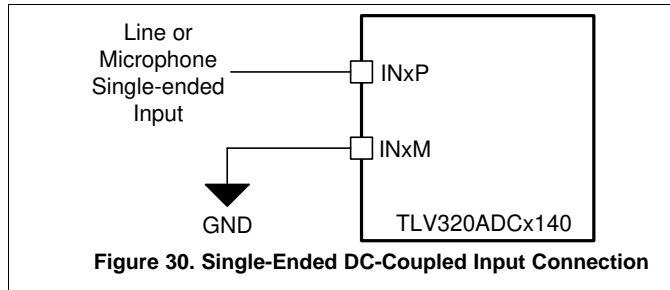 Line or
Microphone
Single-ended
Input
INxP
INxM
GND
TLV320ADCx140
Figure 30. Single-Ended DC-Coupled Input Connection